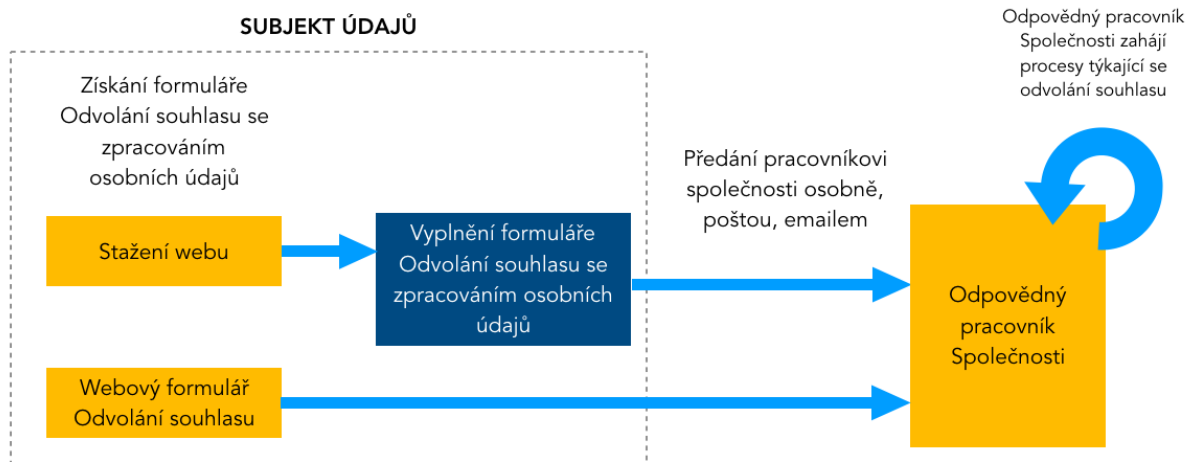 SUBJEKT ÚDAJŮ
Získání formuláře
Odvolání souhlasu se
zpracováním
osobních údajů
Stažení webu
Vyplnění formuláře
Odvolání souhlasu se
zpracováním osobních
údajů
Webový formulář
Odvolání souhlasu
Předání pracovníkovi
společnosti osobně,
poštou, emailem
Odpovědný pracovník
Společnosti zahájí
procesy týkající se
odvolání souhlasu
Odpovědný
pracovník
Společnosti